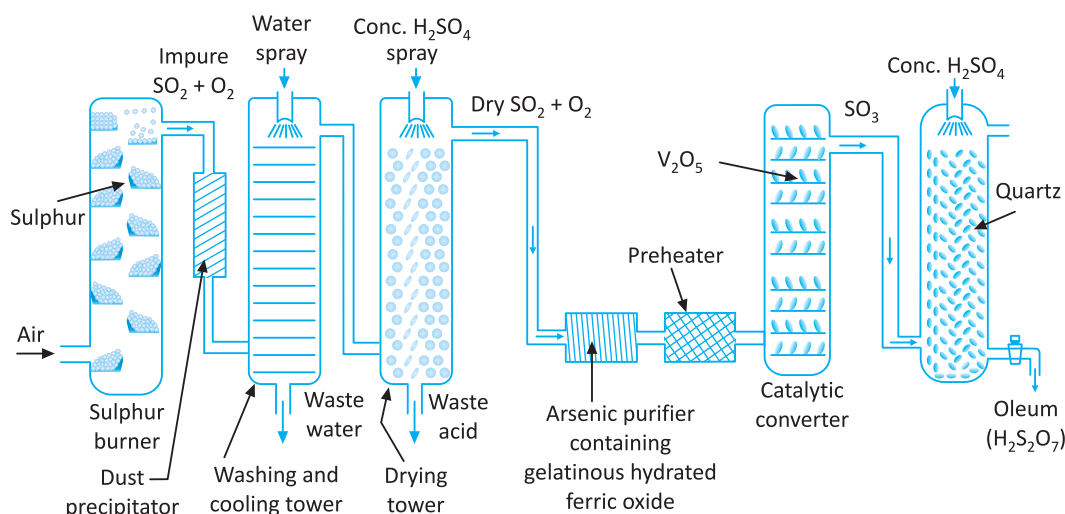 Water
spray
Conc. H₂SO₄
spray
Impure
SO₂ + O₂
Dry SO₂ + O₂
SO₃
Conc. H₂SO₄
V₂O₅
Quartz
Sulphur
Preheater
Air
Sulphur
burner
Waste
water
Waste
acid
Dust
precipitator
Washing and
cooling tower
Drying
tower
Arsenic purifier
containing
gelatinous hydrated
ferric oxide
Catalytic
converter
Oleum
(H₂S₂O₇)